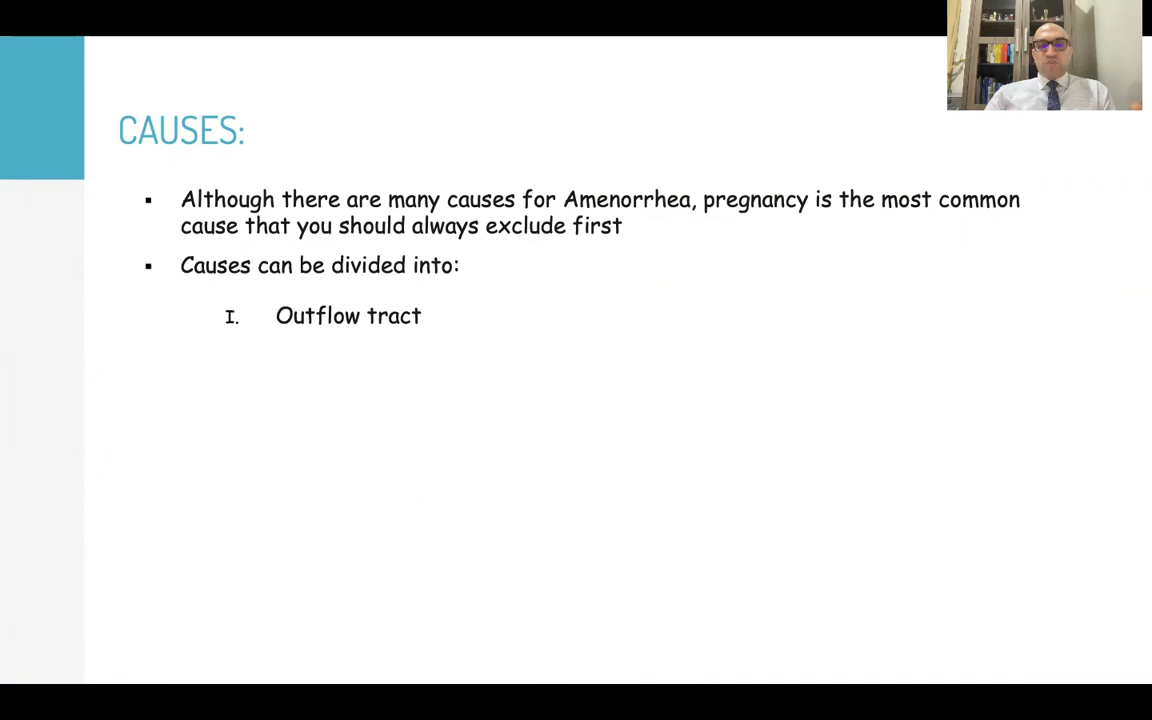 CAUSES:
▪ Although there are many causes for Amenorrhea, pregnancy is the most common
cause that you should always exclude first
▪ Causes can be divided into:
I. Outflow tract